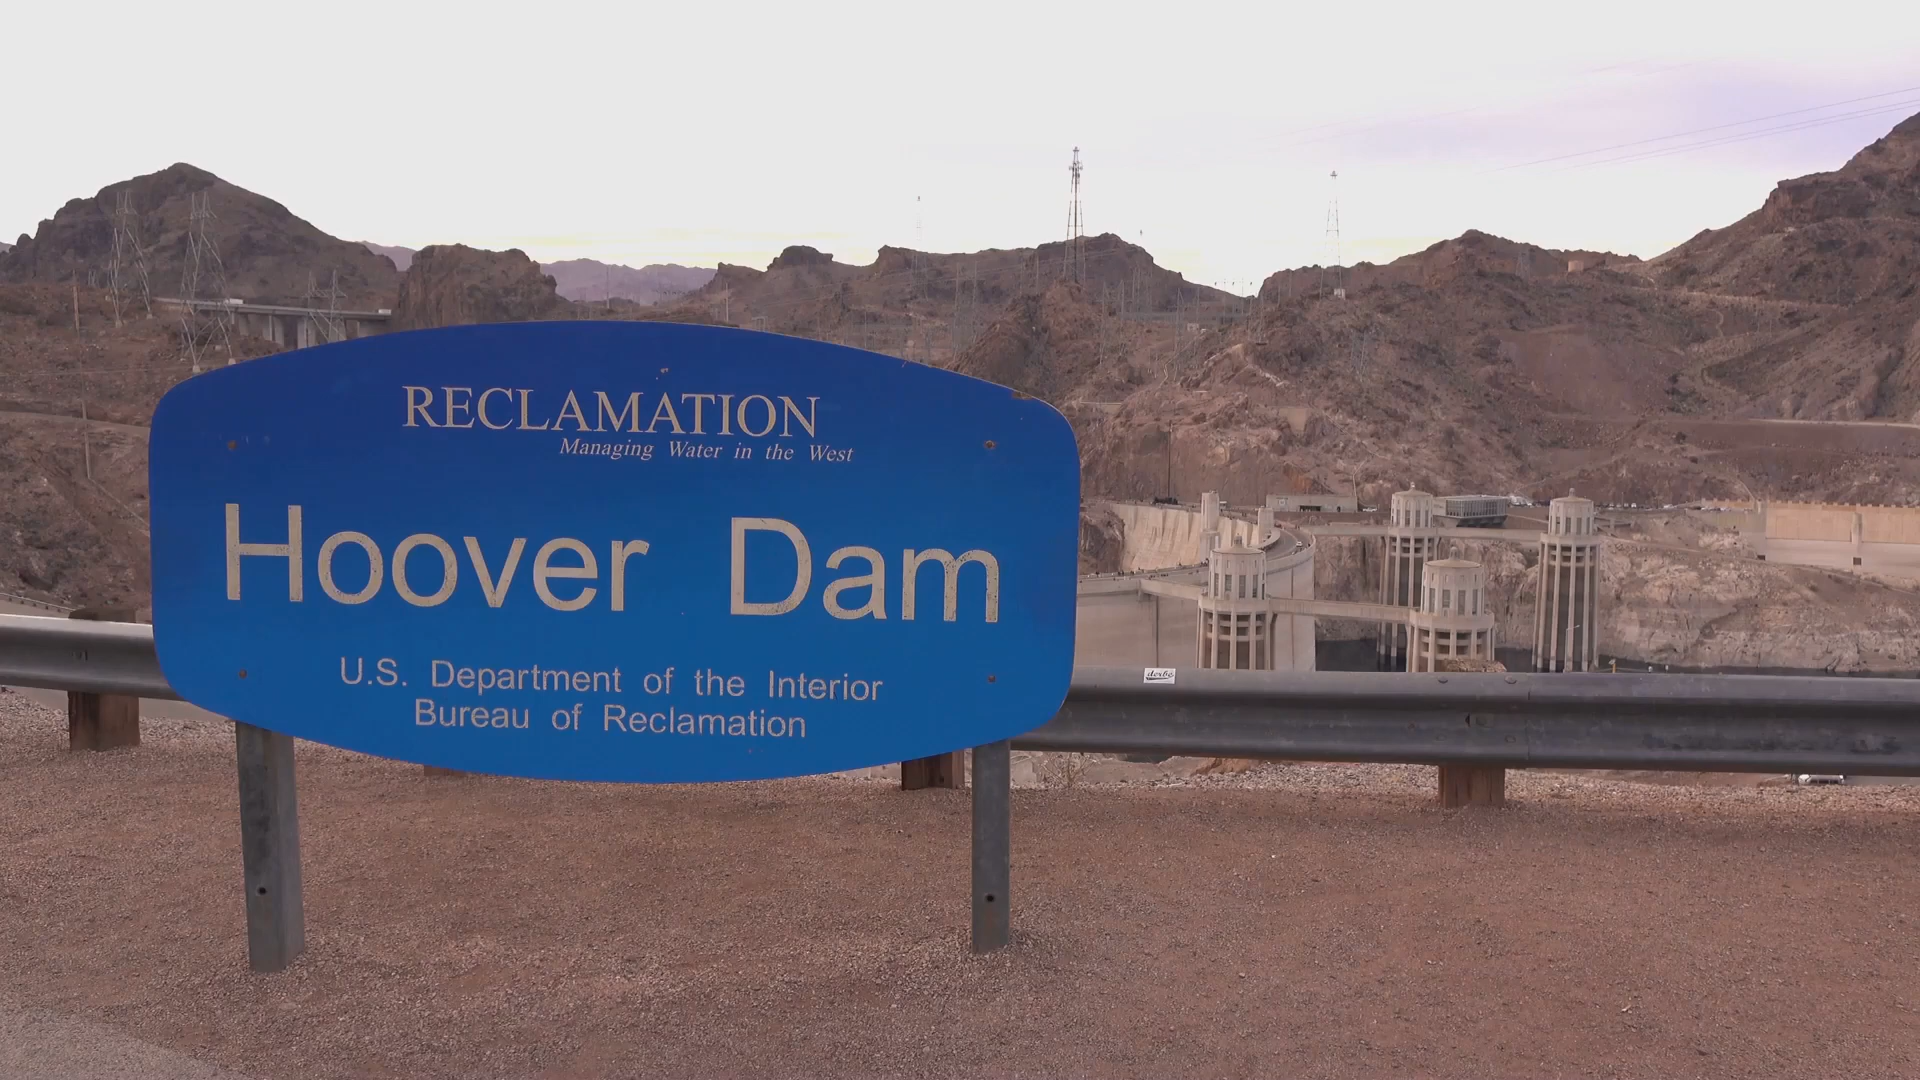 RECLAMATION
Managing Water in the West
Hoover Dam
U.S. Department of the Interior
Bureau of Reclamation